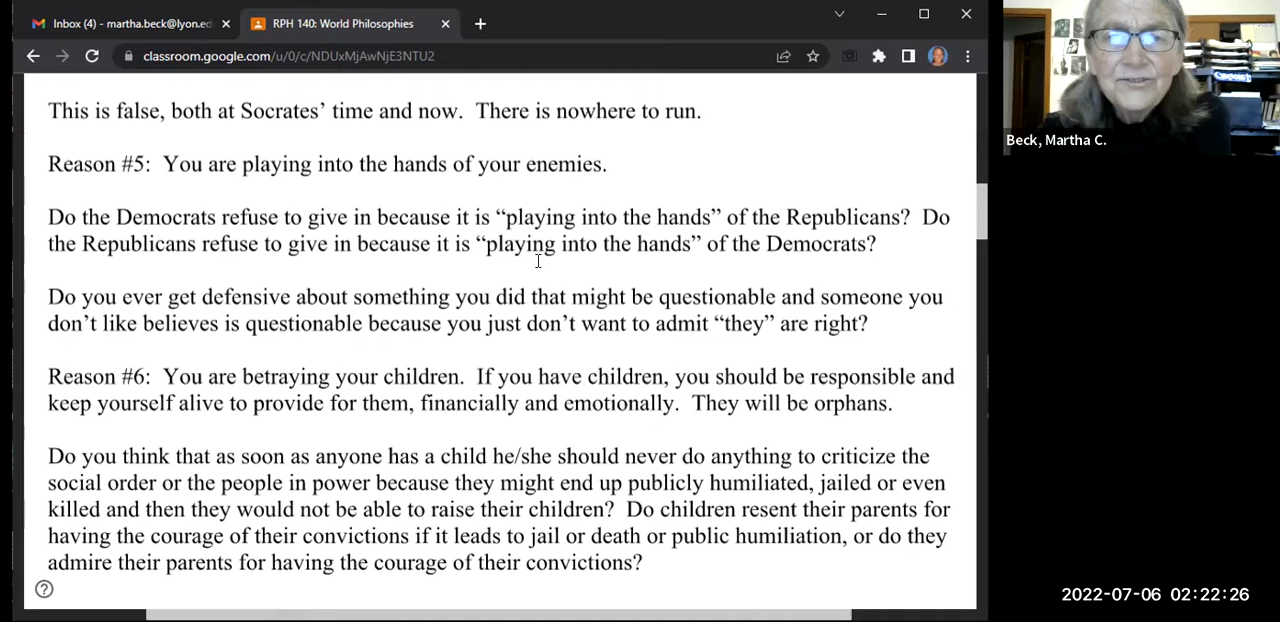 Inbox (4) - martha.beck@lyon.ed
RPH 140: World Philosophies
classroom.google.com/u/0/c/NDUxMjAwNjE3NTU2
This is false, both at Socrates’ time and now.  There is nowhere to run.
Reason #5:  You are playing into the hands of your enemies.
Do the Democrats refuse to give in because it is “playing into the hands” of the Republicans?  Do
the Republicans refuse to give in because it is “playing into the hands” of the Democrats?
Do you ever get defensive about something you did that might be questionable and someone you
don’t like believes is questionable because you just don’t want to admit “they” are right?
Reason #6:  You are betraying your children.  If you have children, you should be responsible and
keep yourself alive to provide for them, financially and emotionally.  They will be orphans.
Do you think that as soon as anyone has a child he/she should never do anything to criticize the
social order or the people in power because they might end up publicly humiliated, jailed or even
killed and then they would not be able to raise their children?  Do children resent their parents for
having the courage of their convictions if it leads to jail or death or public humiliation, or do they
admire their parents for having the courage of their convictions?
Beck, Martha C.
2022-07-06 02:22:26